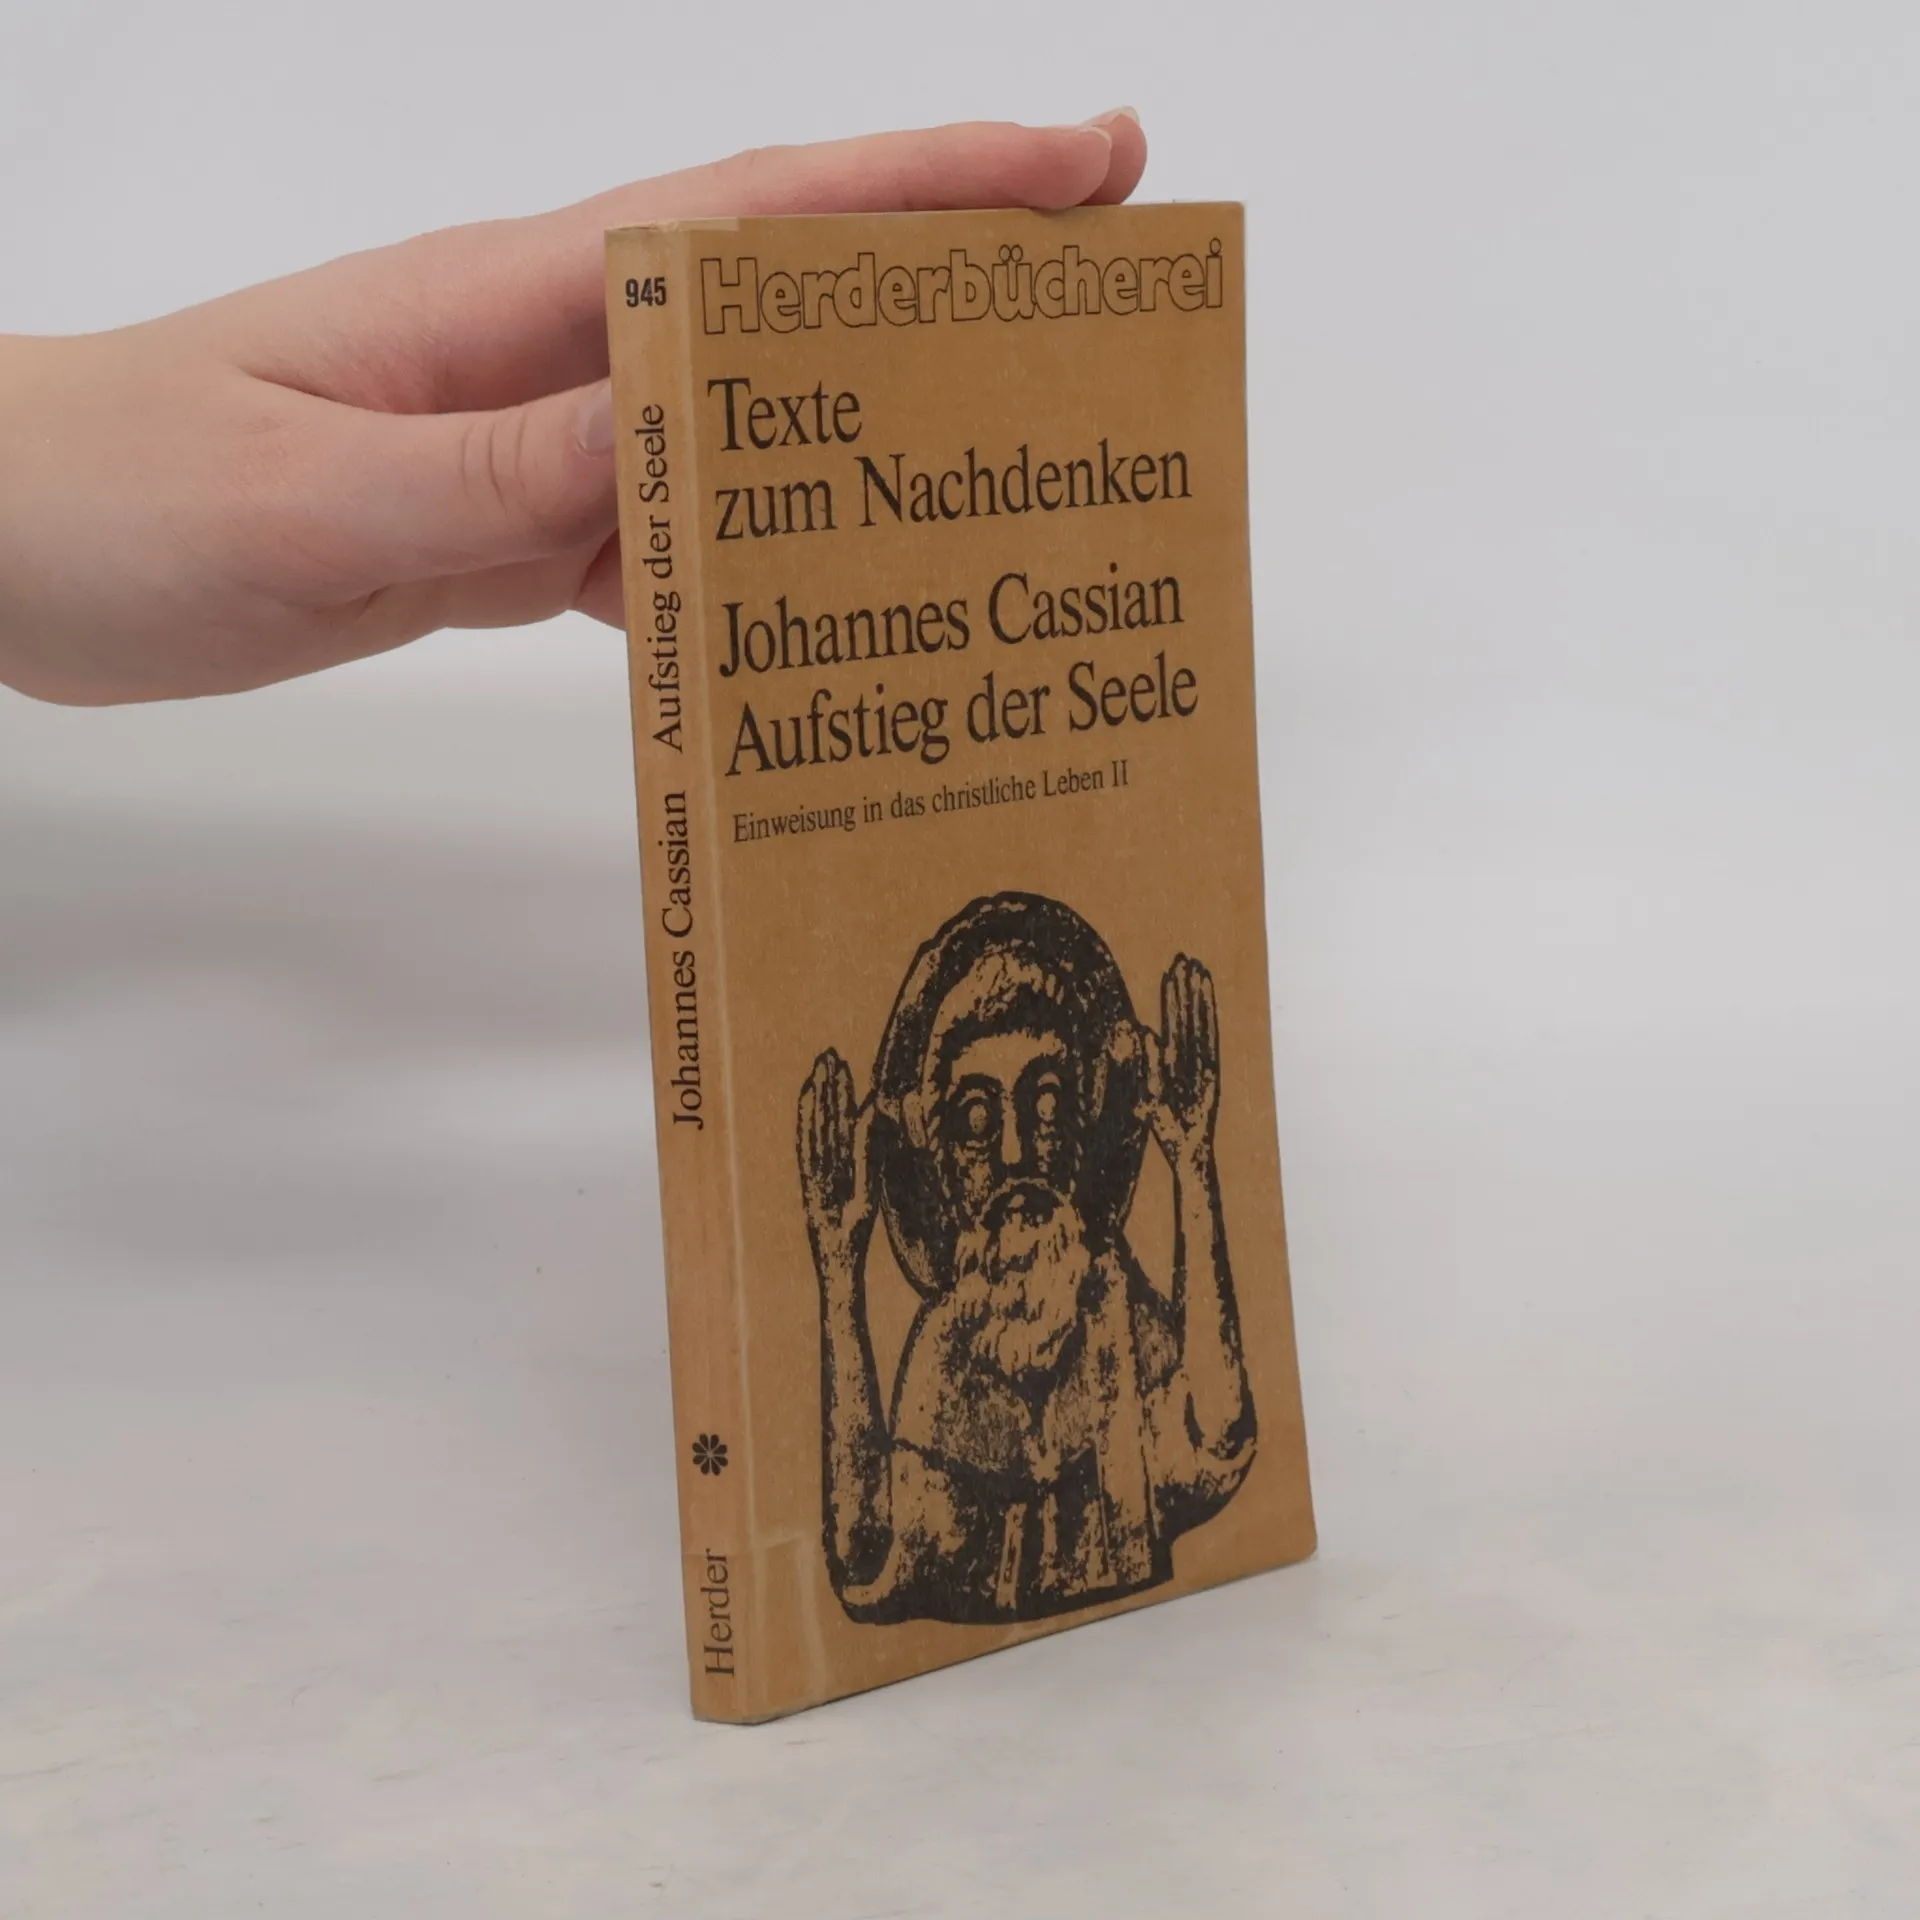 945
Johannes Cassian Aufstieg der Seele
Herder
Herderbücherei
Texte
zum Nachdenken
Johannes Cassian
Aufstieg der Seele
Einweisung in das christliche Leben II